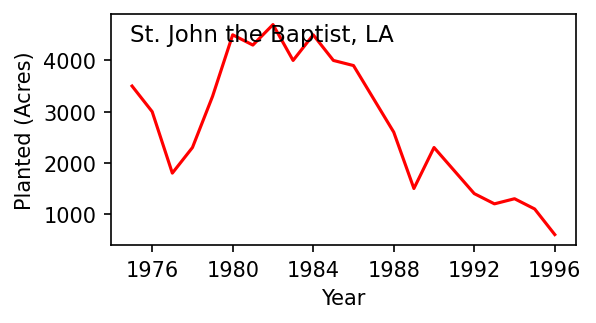 St. John the Baptist, LA
Planted (Acres)
4000
3000
2000
1000
1976 1980 1984 1988 1992 1996
Year